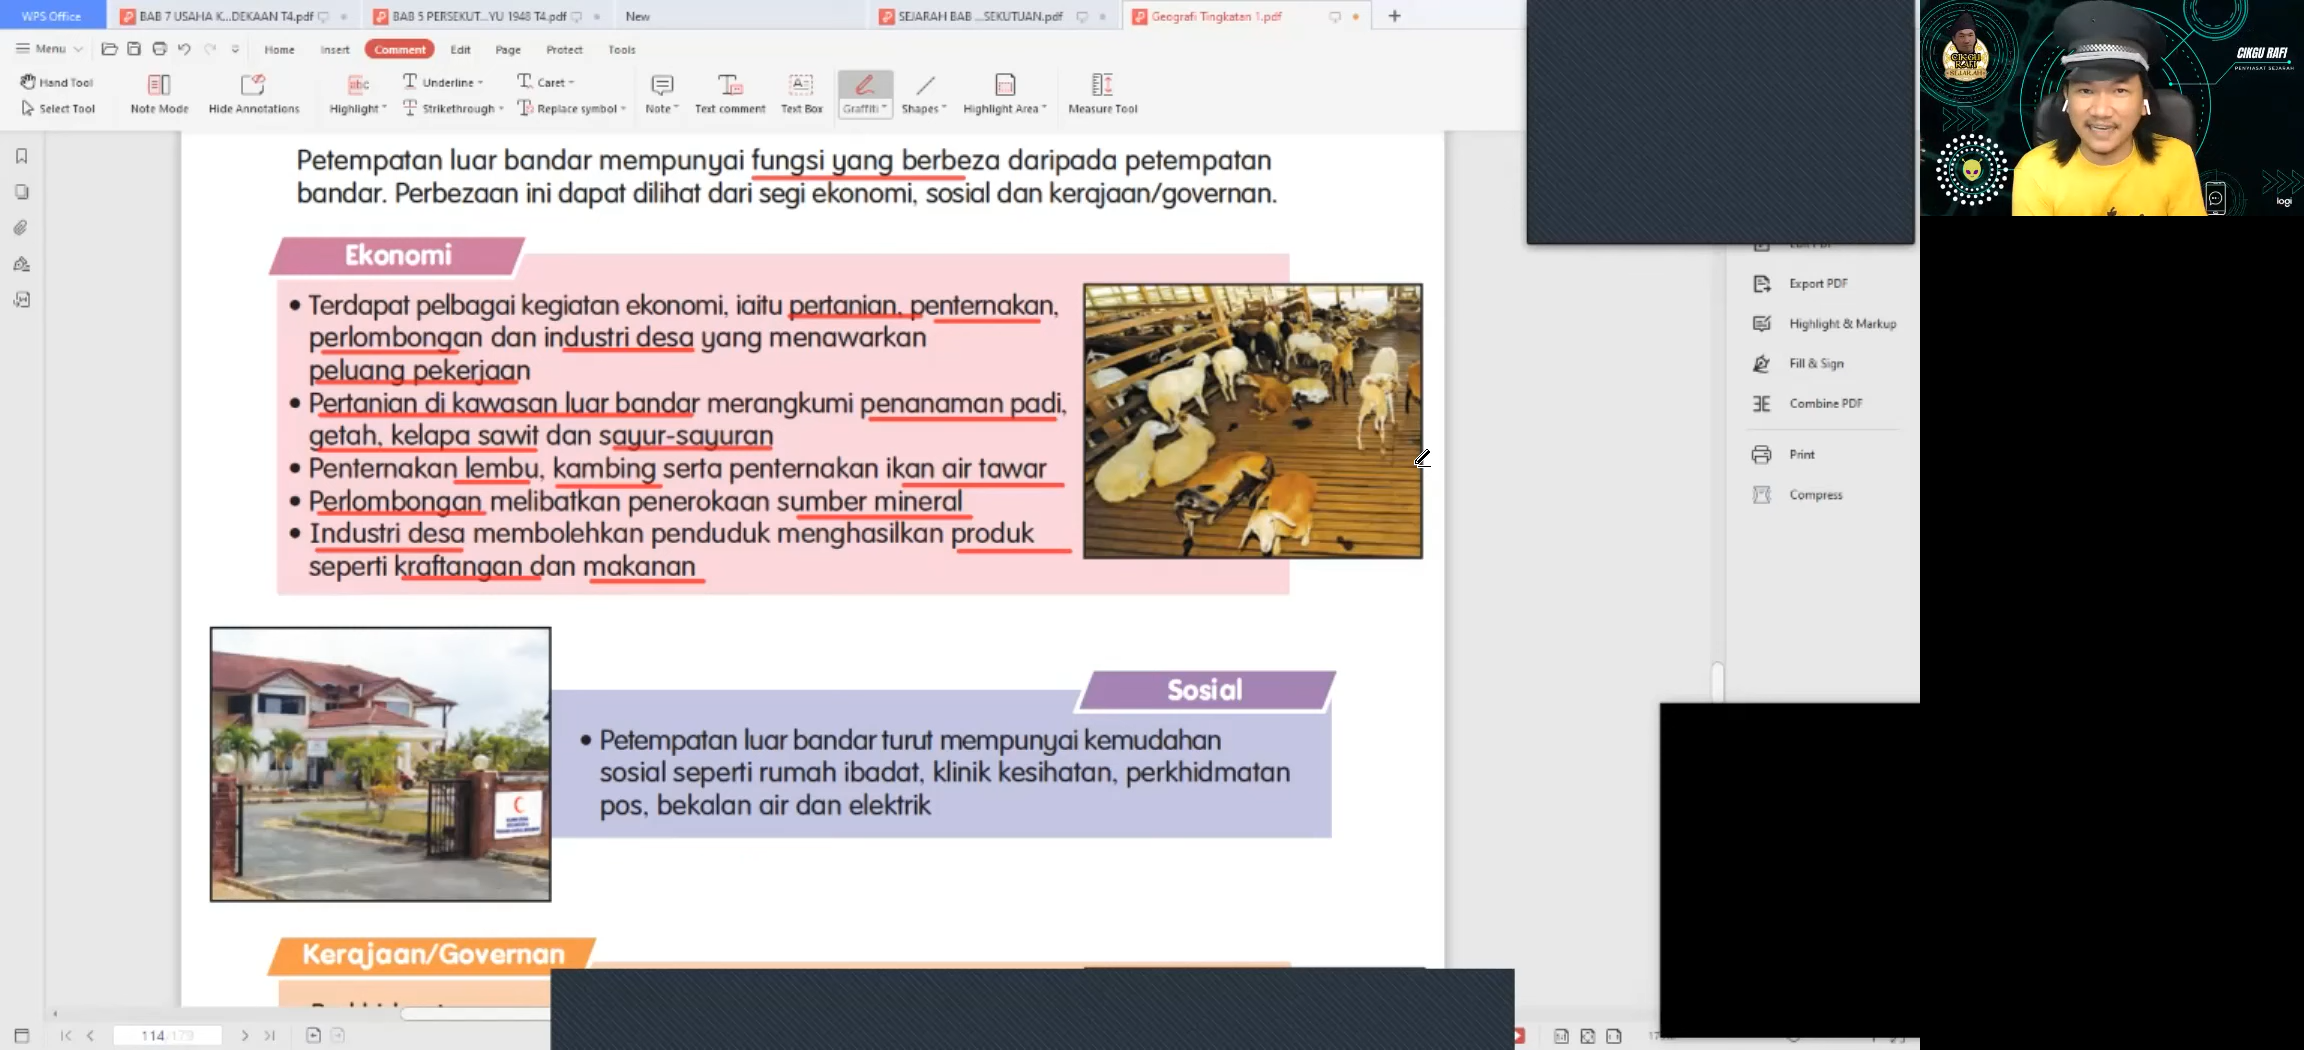 WPS Office
BAB 7 USAHA K...DEKAAN T4.pdf
BAB 5 PERSEKUT...YU 1948 T4.pdf
New
SEJARAH BAB ...SEKUTUAN.pdf
Geografi Tingkatan 1.pdf
Menu
Home
Insert
Comment
Edit
Page
Protect
Tools
Hand Tool
Select Tool
Note Mode
Hide Annotations
Highlight
Underline
Strikethrough
Caret
Replace symbol
Note
Text comment
Text Box
Graffiti
Shapes
Highlight Area
Measure Tool
CIKGU RAFI
PENYIASAT SEJARAH
CIKGU
RAFI
SEJARAH
logi
Petempatan luar bandar mempunyai fungsi yang berbeza daripada petempatan
bandar. Perbezaan ini dapat dilihat dari segi ekonomi, sosial dan kerajaan/governan.
Ekonomi
• Terdapat pelbagai kegiatan ekonomi, iaitu pertanian, penternakan,
perlombongan dan industri desa yang menawarkan
peluang pekerjaan
• Pertanian di kawasan luar bandar merangkumi penanaman padi,
getah, kelapa sawit dan sayur-sayuran
• Penternakan lembu, kambing serta penternakan ikan air tawar
• Perlombongan melibatkan penerokaan sumber mineral
• Industri desa membolehkan penduduk menghasilkan produk
seperti kraftangan dan makanan
Sosial
• Petempatan luar bandar turut mempunyai kemudahan
sosial seperti rumah ibadat, klinik kesihatan, perkhidmatan
pos, bekalan air dan elektrik
Kerajaan/Governan
Export PDF
Highlight & Markup
Fill & Sign
Combine PDF
Print
Compress
114/179